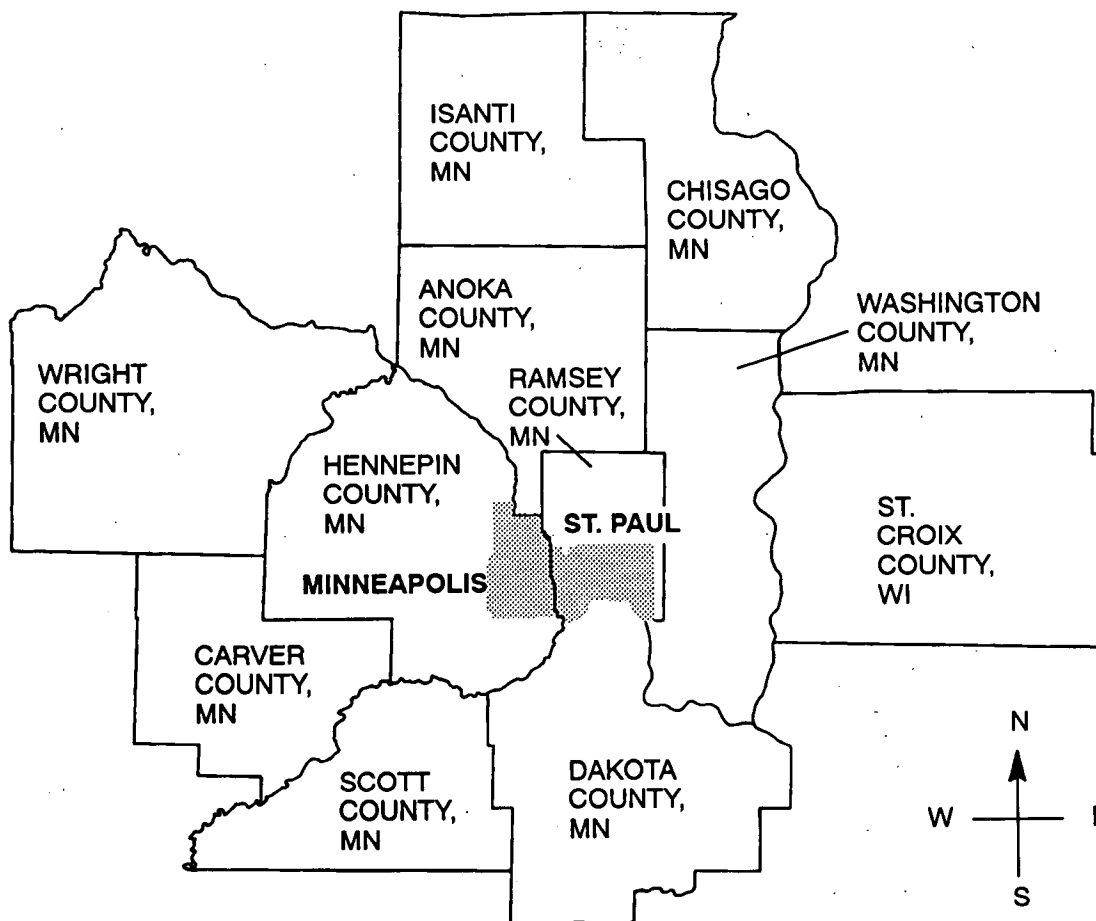 ISANTI
COUNTY,
MN
CHISAGO
COUNTY,
MN
ANOKA
COUNTY,
MN
WASHINGTON
COUNTY,
MN
WRIGHT
COUNTY,
MN
RAMSEY
COUNTY,
MN
HENNEPIN
COUNTY,
MN
ST. PAUL
ST.
CROIX
COUNTY,
WI
MINNEAPOLIS
CARVER
COUNTY,
MN
SCOTT
COUNTY,
MN
DAKOTA
COUNTY,
MN
N
W
S